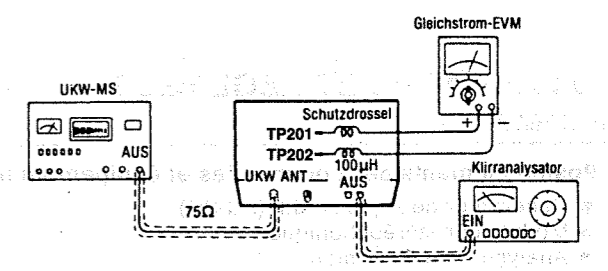 Gleichstrom-EVM
UKW-MS
Schutzdrossel
TP201
+ −
TP202
100µH
Klirranalysator
AUS
UKW ANT
AUS
EIN
75Ω